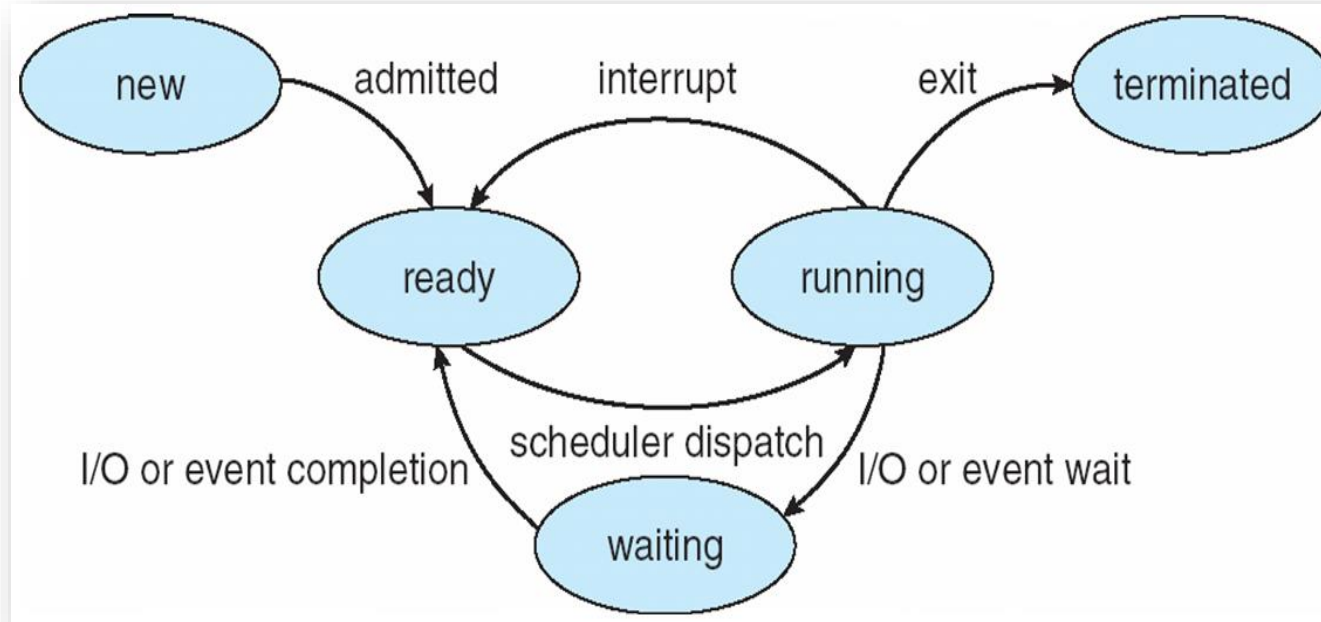 new
admitted
interrupt
exit
terminated
ready
running
scheduler dispatch
I/O or event completion
I/O or event wait
waiting